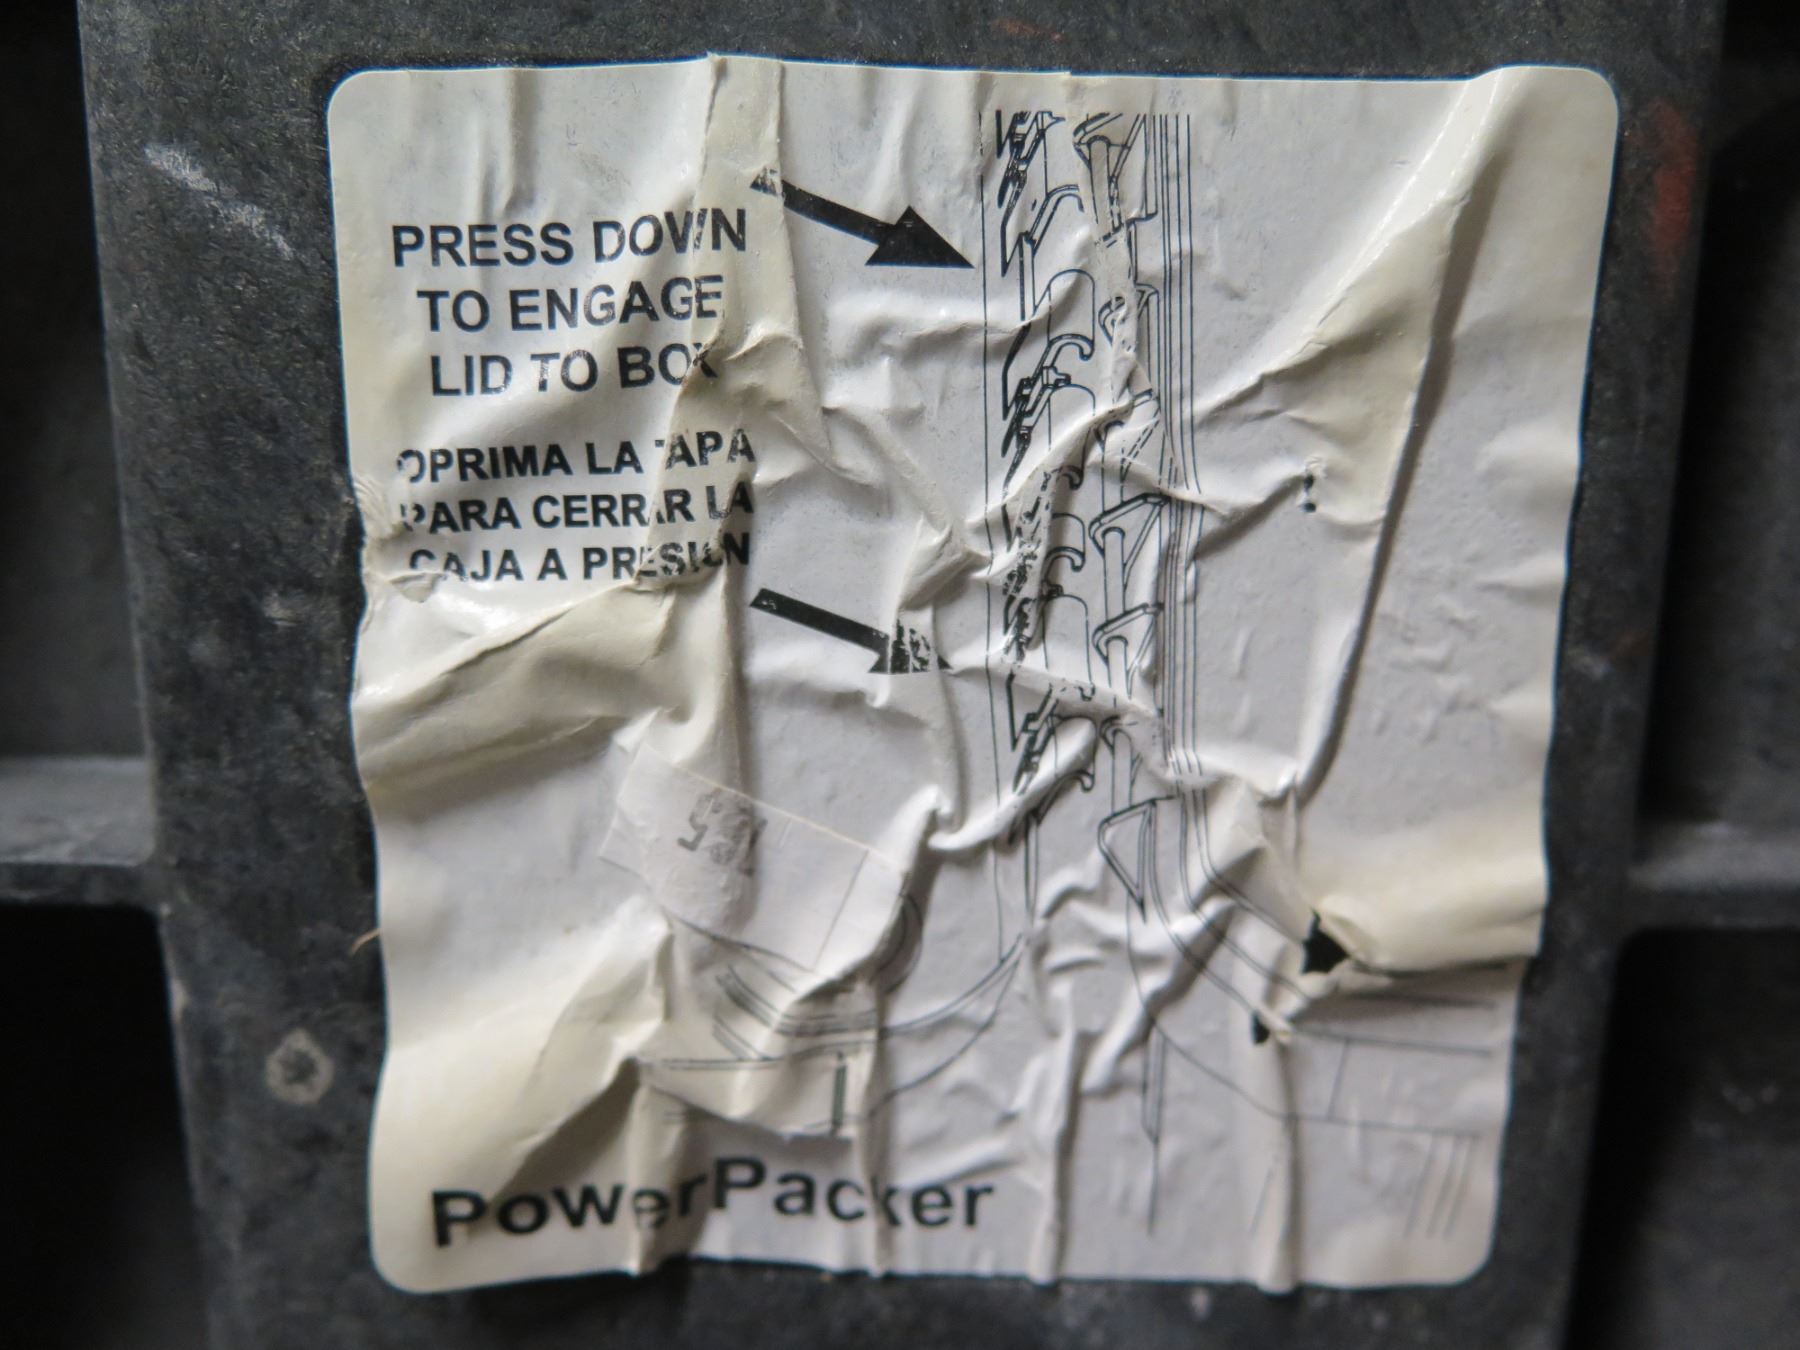 PRESS DOWN
TO ENGAGE
LID TO BOX
OPRIMA LA TAPA
PARA CERRAR LA
CAJA A PRESION
PowerPacker